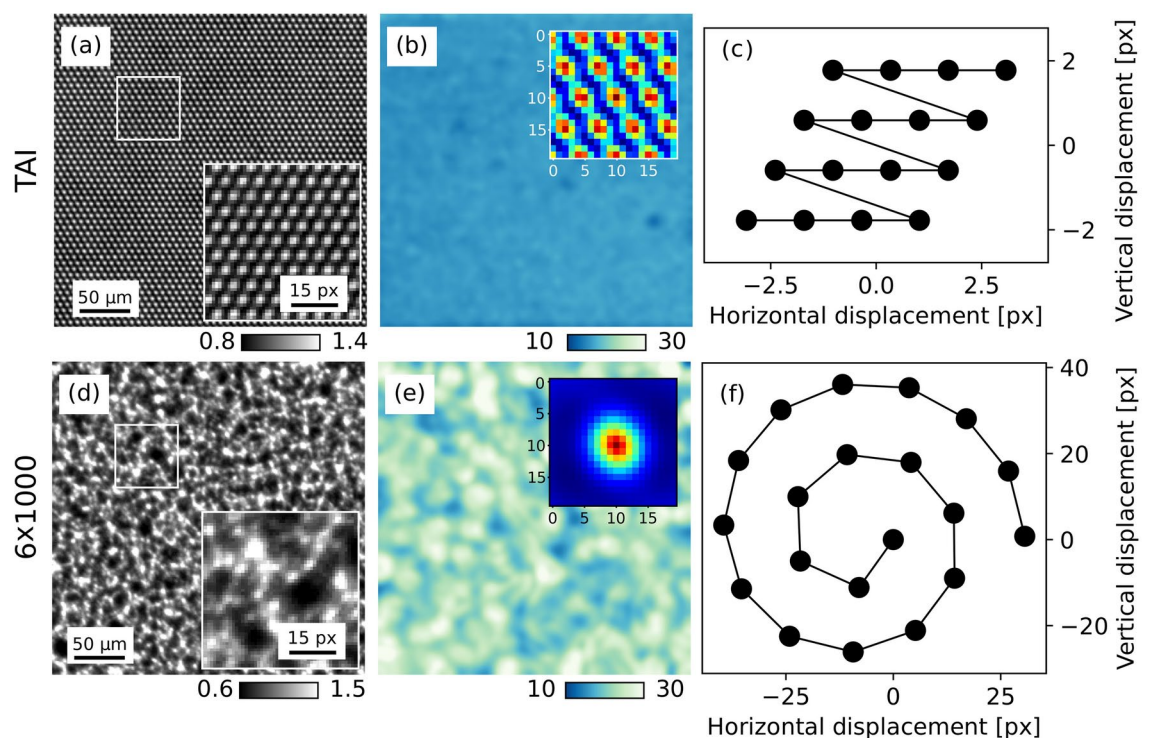 TAI
(a)
50 μm
15 px
0.8
1.4
(b)
0
5
10
15
0 5 10 15
10
30
(c)
2
0
−2
−2.5 0.0 2.5
Horizontal displacement [px]
Vertical displacement [px]
6x1000
(d)
50 μm
15 px
0.6
1.5
(e)
0
5
10
15
0 5 10 15
10
30
(f)
40
20
0
−20
−25 0 25
Horizontal displacement [px]
Vertical displacement [px]